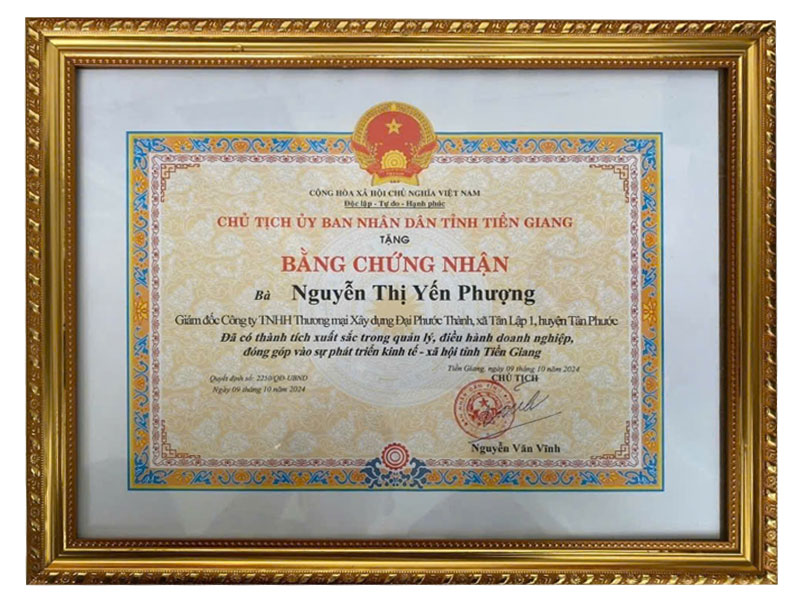 CỘNG HÒA XÃ HỘI CHỦ NGHĨA VIỆT NAM
Độc lập - Tự do - Hạnh phúc
CHỦ TỊCH ỦY BAN NHÂN DÂN TỈNH TIỀN GIANG
TẶNG
BẰNG CHỨNG NHẬN
Bà Nguyễn Thị Yến Phượng
Giám đốc Công ty TNHH Thương mại Xây dựng Đại Phước Thành, xã Tân Lập 1, huyện Tân Phước
Đã có thành tích xuất sắc trong quản lý, điều hành doanh nghiệp,
đóng góp vào sự phát triển kinh tế - xã hội tỉnh Tiền Giang
Tiền Giang, ngày 09 tháng 10 năm 2024
Quyết định số: 2210/QĐ-UBND
CHỦ TỊCH
Ngày 09 tháng 10 năm 2024
Nguyễn Văn Vĩnh